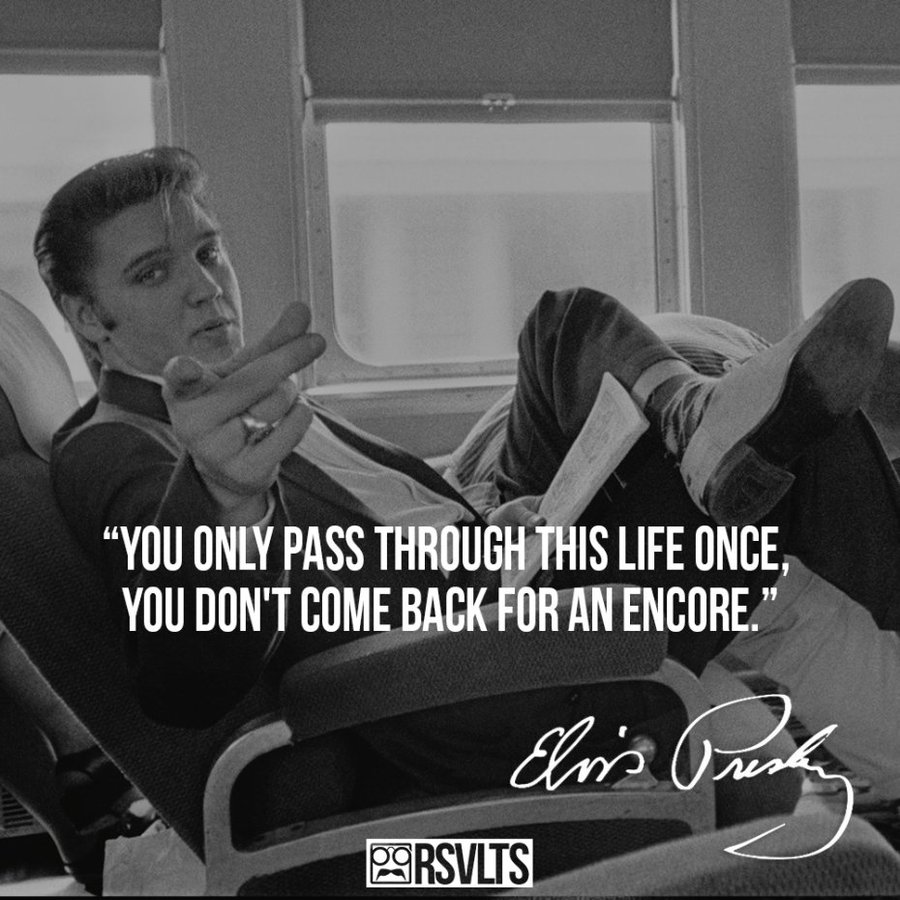 “YOU ONLY PASS THROUGH THIS LIFE ONCE,
YOU DON'T COME BACK FOR AN ENCORE.”
Elvis Presley
RSVLTS